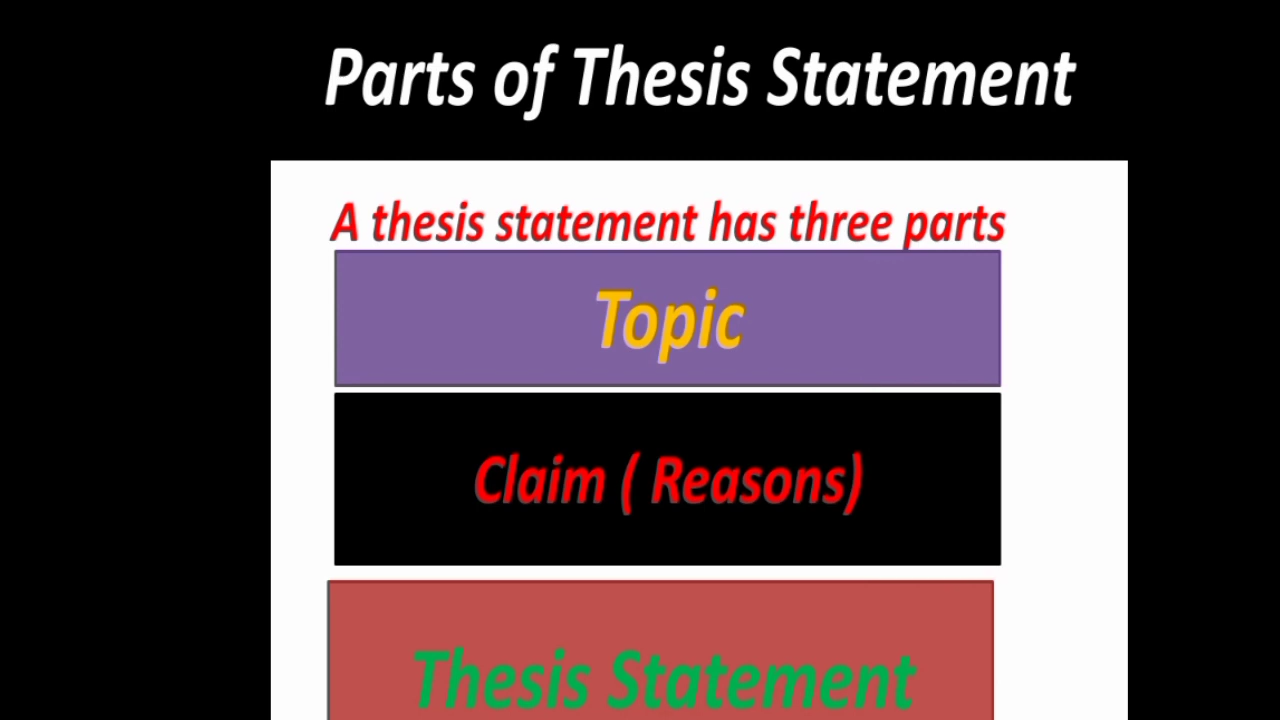 Parts of Thesis Statement
A thesis statement has three parts
Topic
Claim ( Reasons)
Thesis Statement